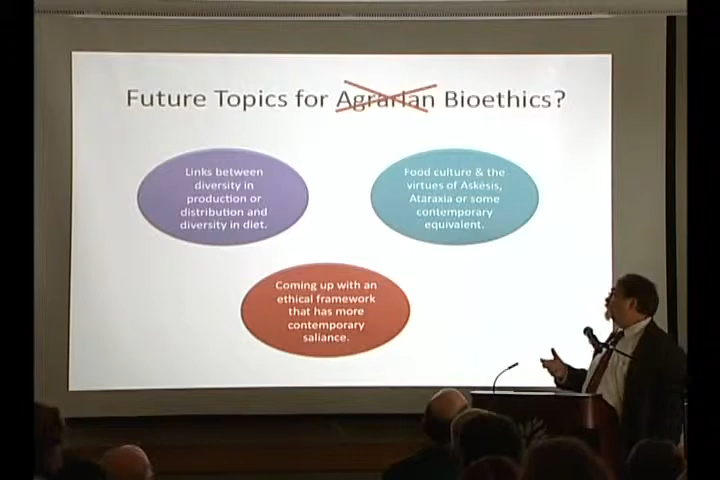 Future Topics for Agrarian Bioethics?
Links between
diversity in
production or
distribution and
diversity in diet.
Food culture & the
virtues of Askésis,
Ataraxia or some
contemporary
equivalent.
Coming up with an
ethical framework
that has more
contemporary
saliance.